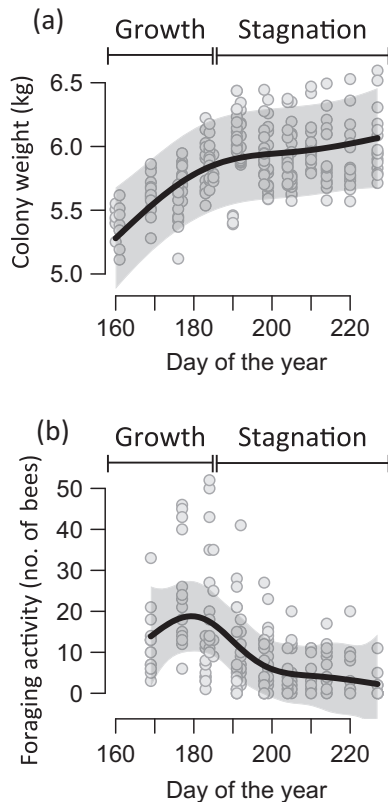 (a)
Growth Stagnation
Colony weight (kg)
6.5
6.0
5.5
5.0
160 180 200 220
Day of the year
(b)
Growth Stagnation
Foraging activity (no. of bees)
50
40
30
20
10
0
160 180 200 220
Day of the year